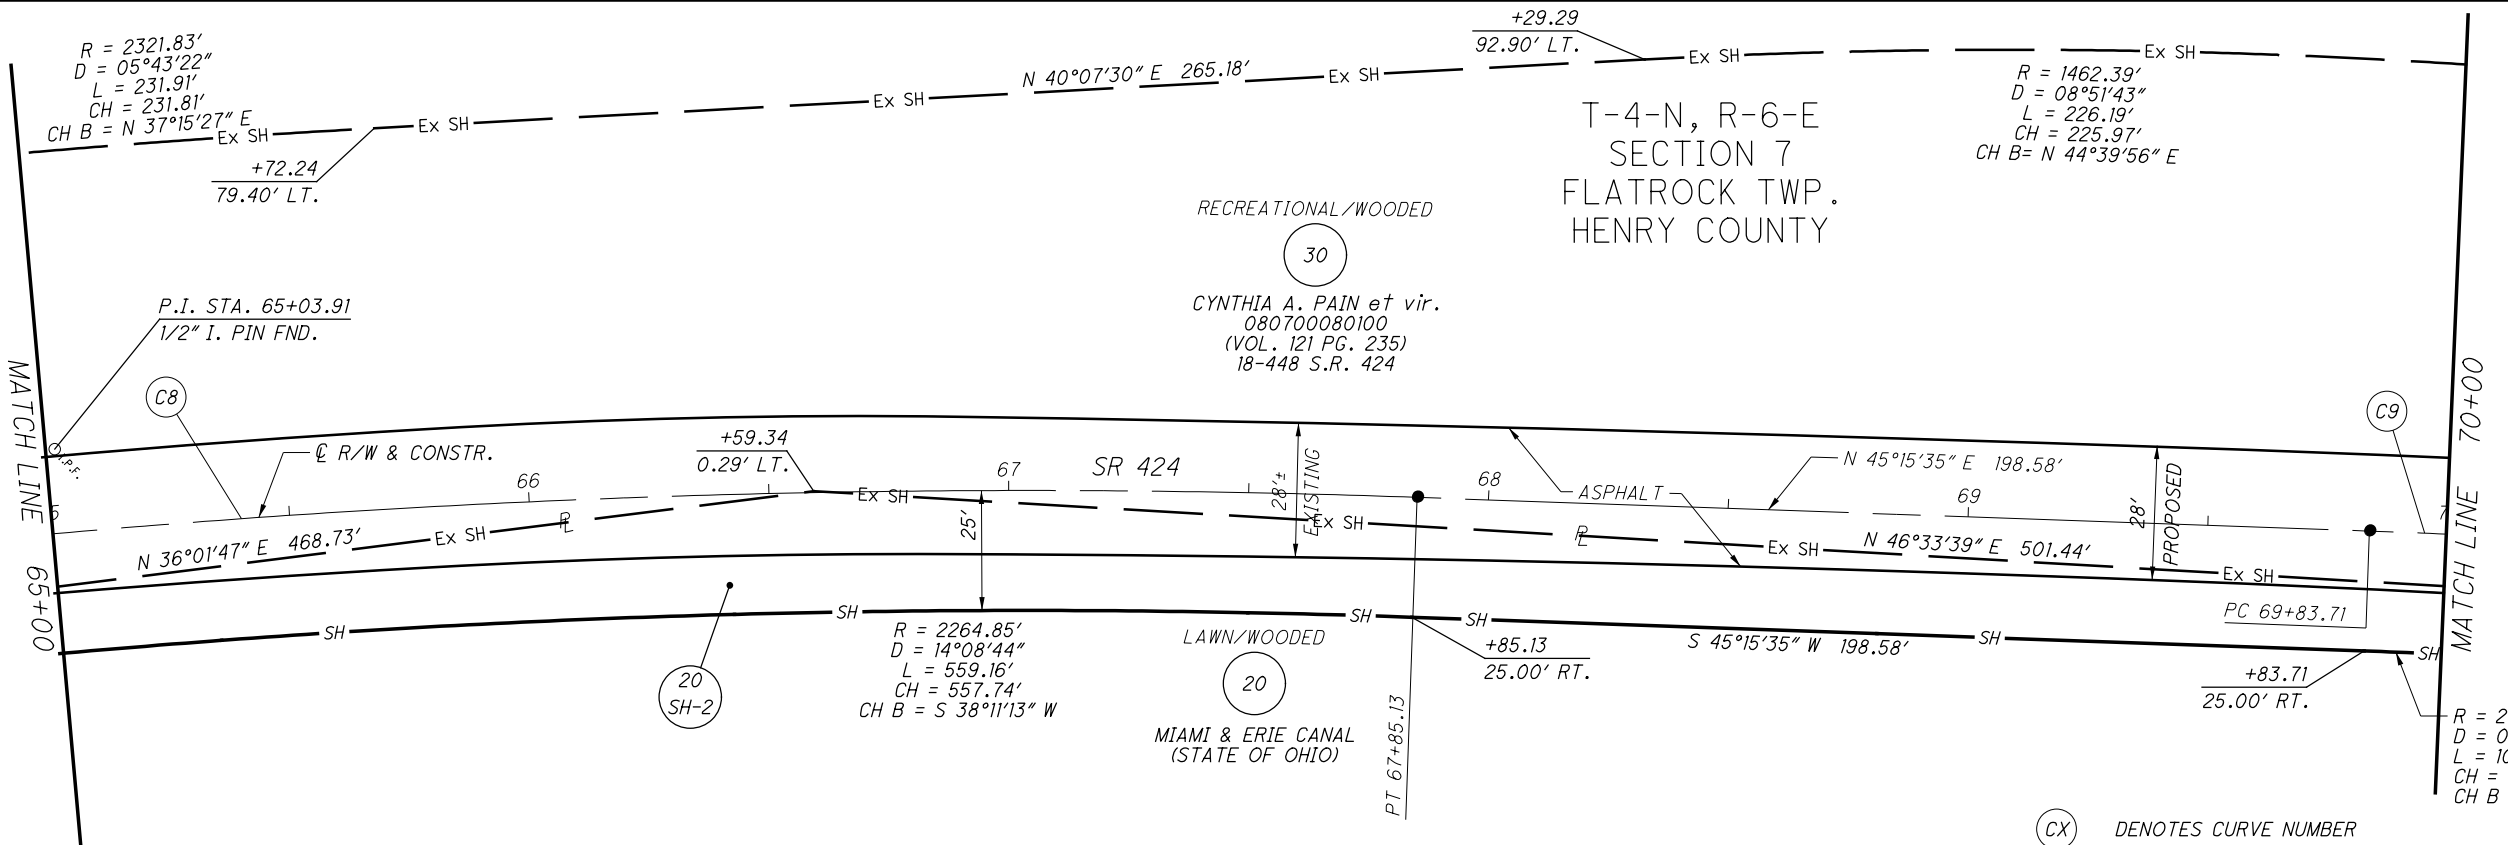 R = 2321.83'
D = 05°43'22"
L = 231.91'
CH = 231.81'
CH B = N 37°15'27" E
Ex SH
+72.24
79.40' LT.
Ex SH
Ex SH
N 40°07'30" E 265.18'
Ex SH
+29.29
92.90' LT.
Ex SH
Ex SH
R = 1462.39'
D = 08°51'43"
L = 226.19'
CH = 225.97'
CH B= N 44°39'56" E
T-4-N, R-6-E
SECTION 7
FLATROCK TWP.
HENRY COUNTY
RECREATIONAL/WOODED
30
CYNTHIA A. PAIN et vir.
080700080100
(VOL. 121 PG. 235)
18-448 S.R. 424
P.I. STA. 65+03.91
1/2" I. PIN FND.
I.P.F.
C8
℄ R/W & CONSTR.
MATCH LINE 65+00
5
66
+59.34
0.29' LT.
67
SR 424
28'±
EXISTING
25'
68
ASPHALT
N 45°15'35" E 198.58'
69
28'
PROPOSED
C9
7
MATCH LINE 70+00
N 36°01'47" E 468.73'
Ex SH
PL
Ex SH
Ex SH
PL
Ex SH
N 46°33'39" E 501.44'
Ex SH
PC 69+83.71
SH
SH
SH
SH
SH
SH
20
SH-2
R = 2264.85'
D = 14°08'44"
L = 559.16'
CH = 557.74'
CH B = S 38°11'13" W
LAWN/WOODED
20
MIAMI & ERIE CANAL
(STATE OF OHIO)
PT 67+85.13
+85.13
25.00' RT.
S 45°15'35" W 198.58'
+83.71
25.00' RT.
R = 2
D = 0
L = 10
CH =
CH B
CX DENOTES CURVE NUMBER